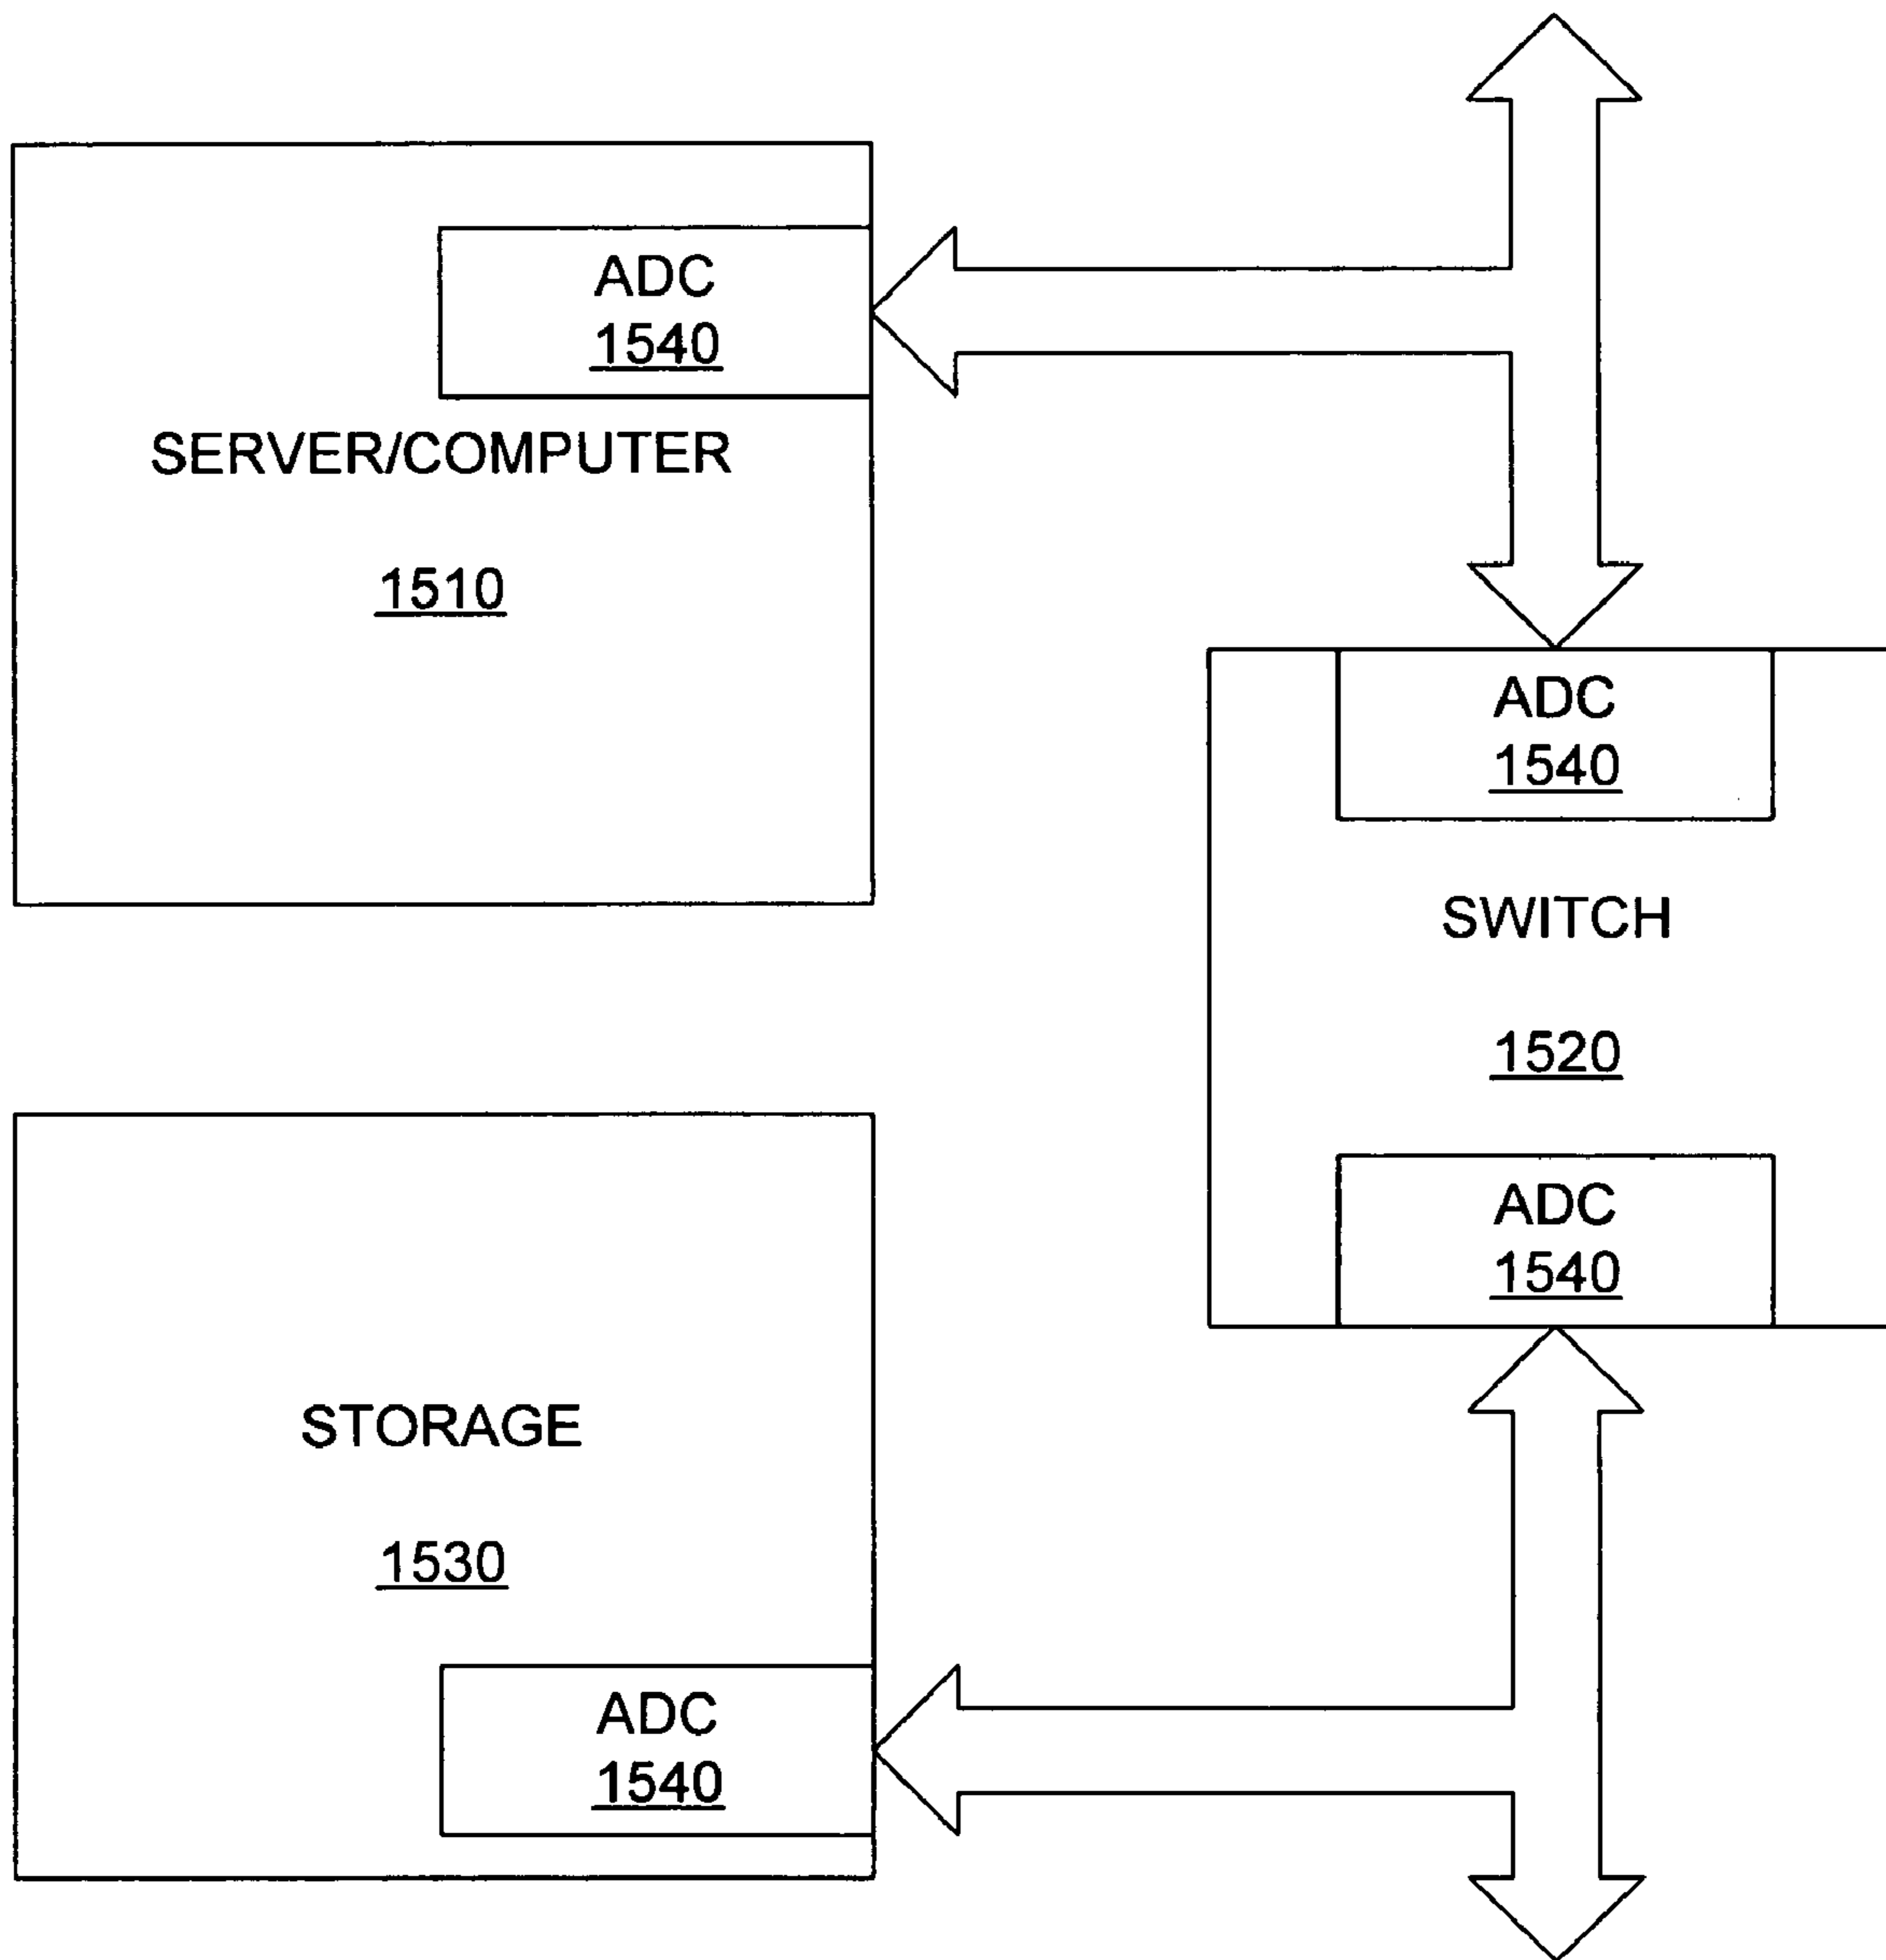 ADC
1540
SERVER/COMPUTER
1510
ADC
1540
SWITCH
1520
ADC
1540
STORAGE
1530
ADC
1540